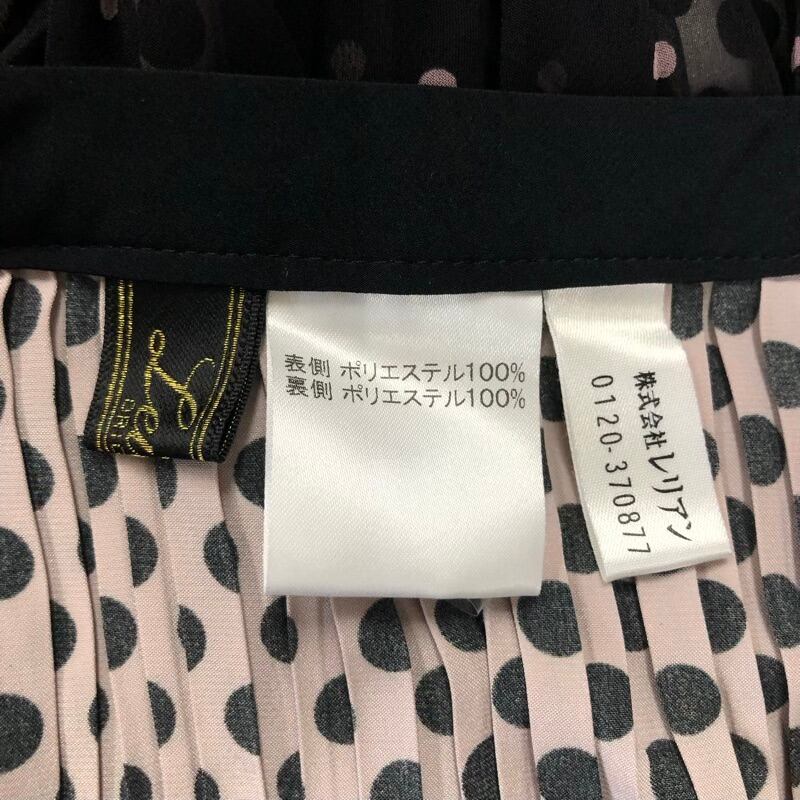 表側 ポリエステル100%
裏側 ポリエステル100%
株式会社レリアン
0120-370877